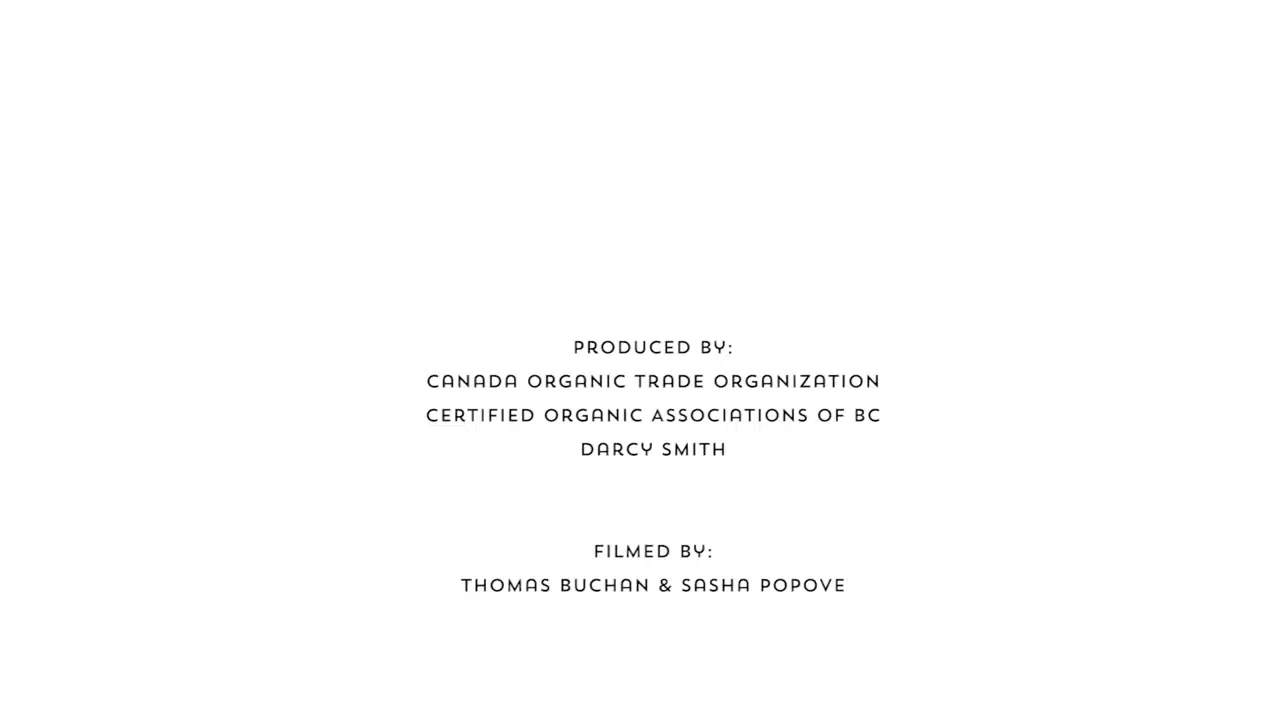 PRODUCED BY:
CANADA ORGANIC TRADE ORGANIZATION
CERTIFIED ORGANIC ASSOCIATIONS OF BC
DARCY SMITH
FILMED BY:
THOMAS BUCHAN & SASHA POPOVE